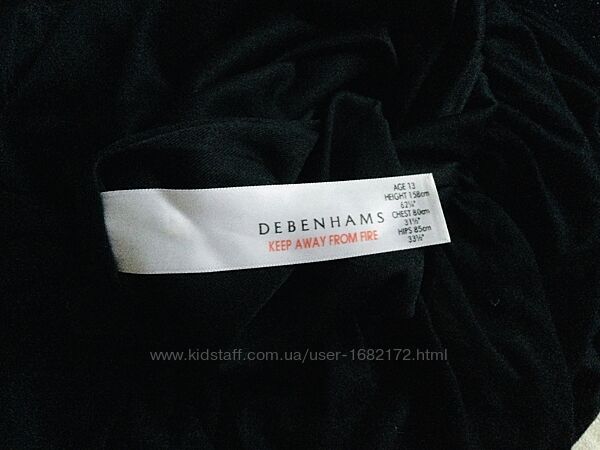 DEBENHAMS
KEEP AWAY FROM FIRE
AGE 13
HEIGHT 158cm
62¼"
CHEST 80cm
31½"
HIPS 85cm
33½"
www.kidstaff.com.ua/user-1682172.html